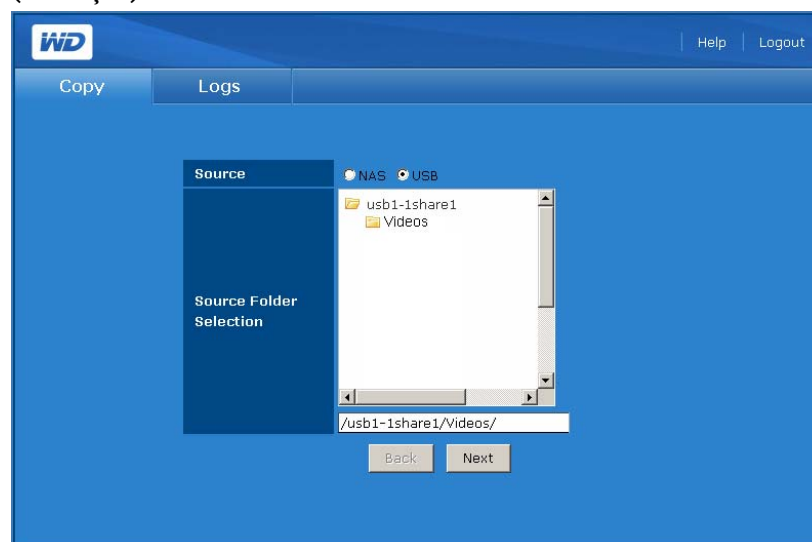 WD
Help | Logout
Copy Logs
Source NAS USB
usb1-1share1
Videos
Source Folder
Selection
/usb1-1share1/Videos/
Back Next